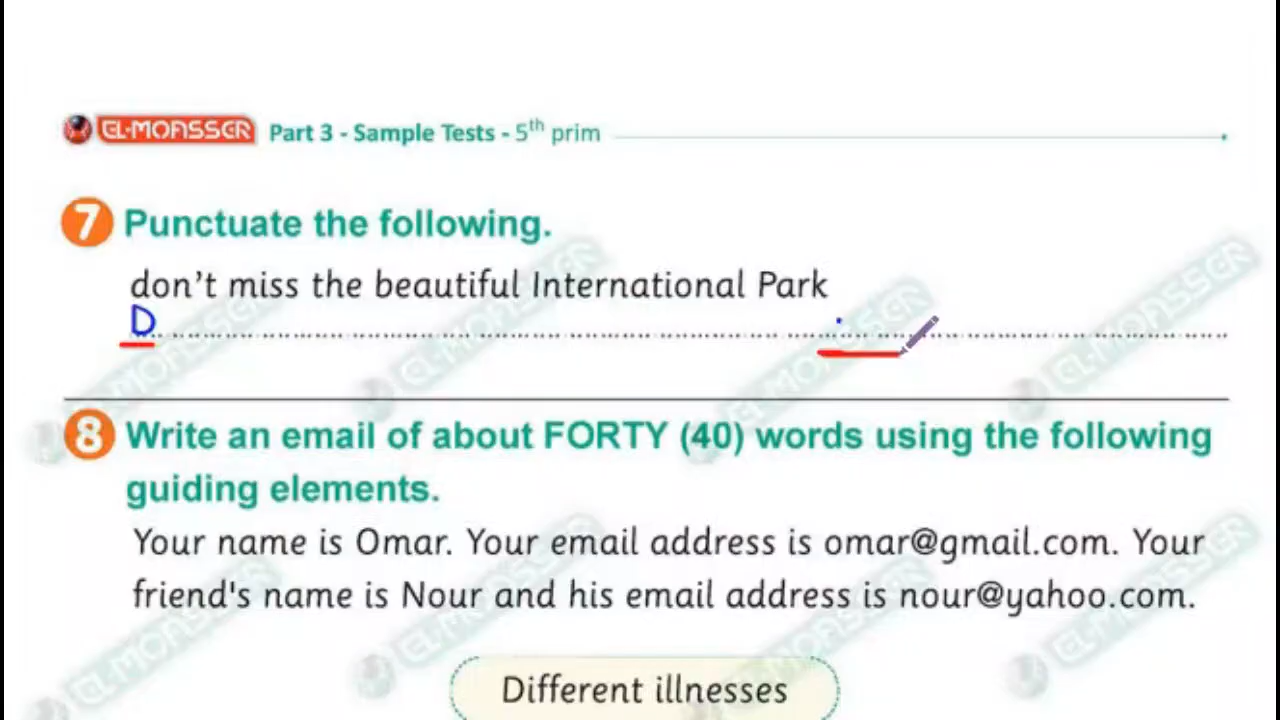 EL-MOASSER Part 3 - Sample Tests - 5th prim
7 Punctuate the following.
don't miss the beautiful International Park
D .
8 Write an email of about FORTY (40) words using the following
guiding elements.
Your name is Omar. Your email address is omar@gmail.com. Your
friend's name is Nour and his email address is nour@yahoo.com.
Different illnesses